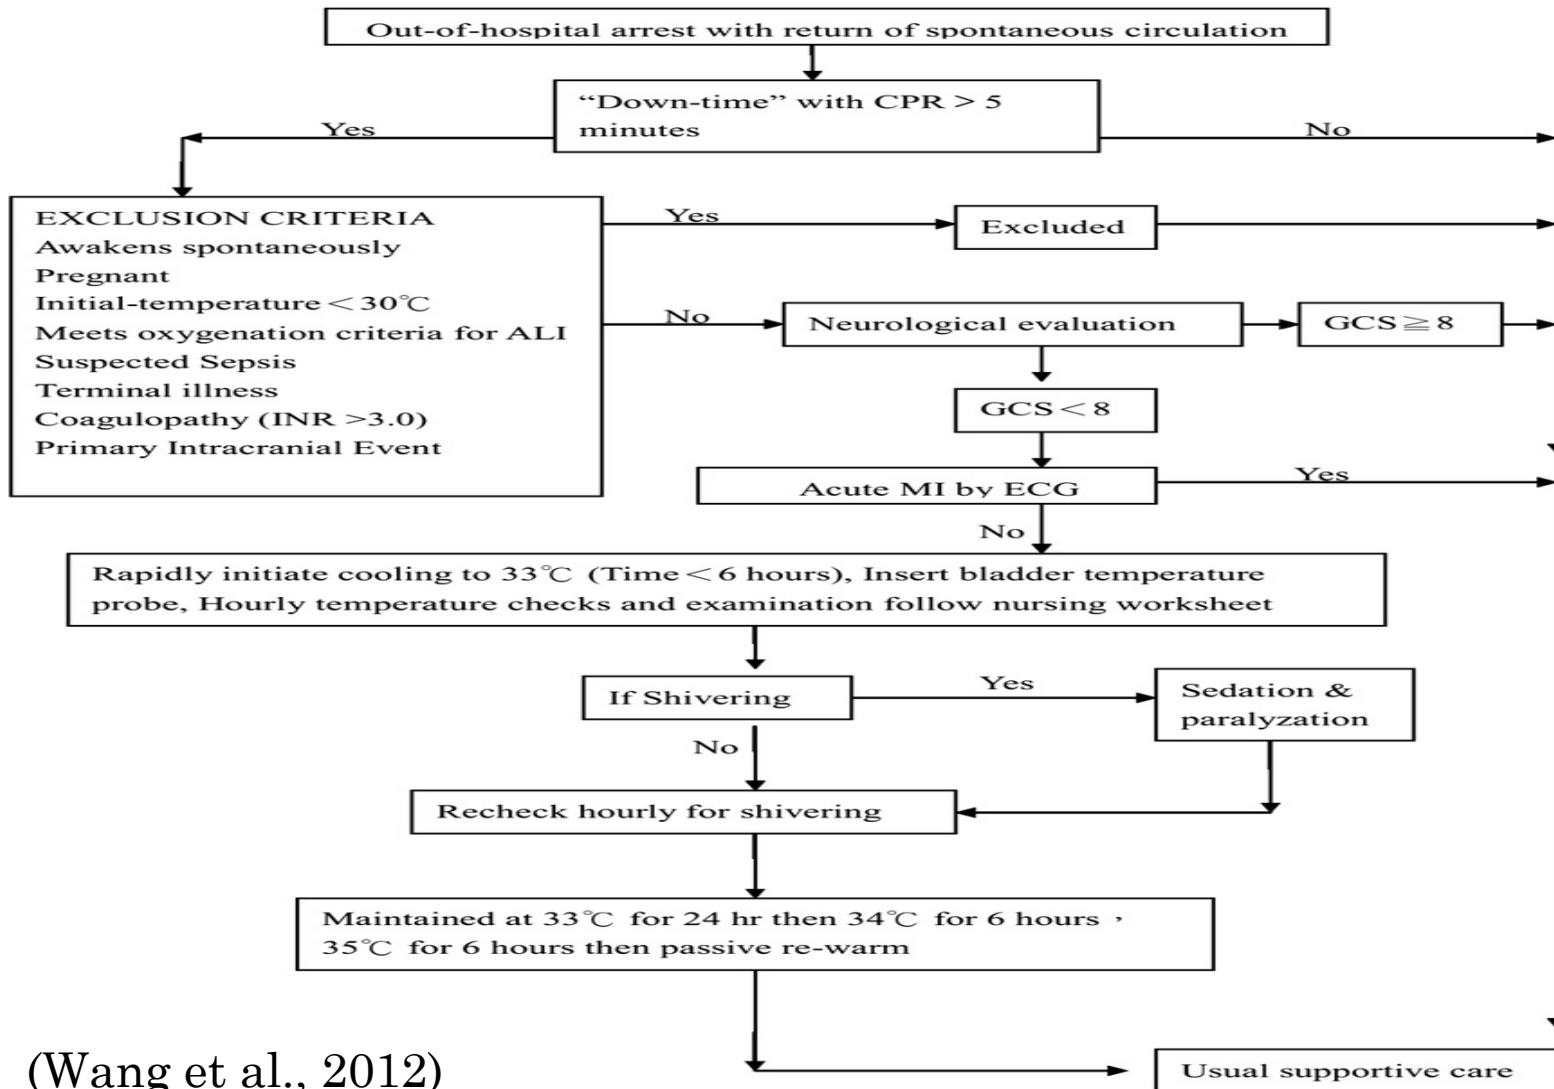 Out-of-hospital arrest with return of spontaneous circulation
“Down-time” with CPR > 5
minutes
Yes
No
EXCLUSION CRITERIA
Awakens spontaneously
Pregnant
Initial-temperature < 30℃
Meets oxygenation criteria for ALI
Suspected Sepsis
Terminal illness
Coagulopathy (INR >3.0)
Primary Intracranial Event
Yes
Excluded
No
Neurological evaluation
GCS ≧ 8
GCS < 8
Acute MI by ECG
Yes
No
Rapidly initiate cooling to 33℃ (Time < 6 hours), Insert bladder temperature
probe, Hourly temperature checks and examination follow nursing worksheet
If Shivering
Yes
Sedation &
paralyzation
No
Recheck hourly for shivering
Maintained at 33℃ for 24 hr then 34℃ for 6 hours ,
35℃ for 6 hours then passive re-warm
Usual supportive care
(Wang et al., 2012)